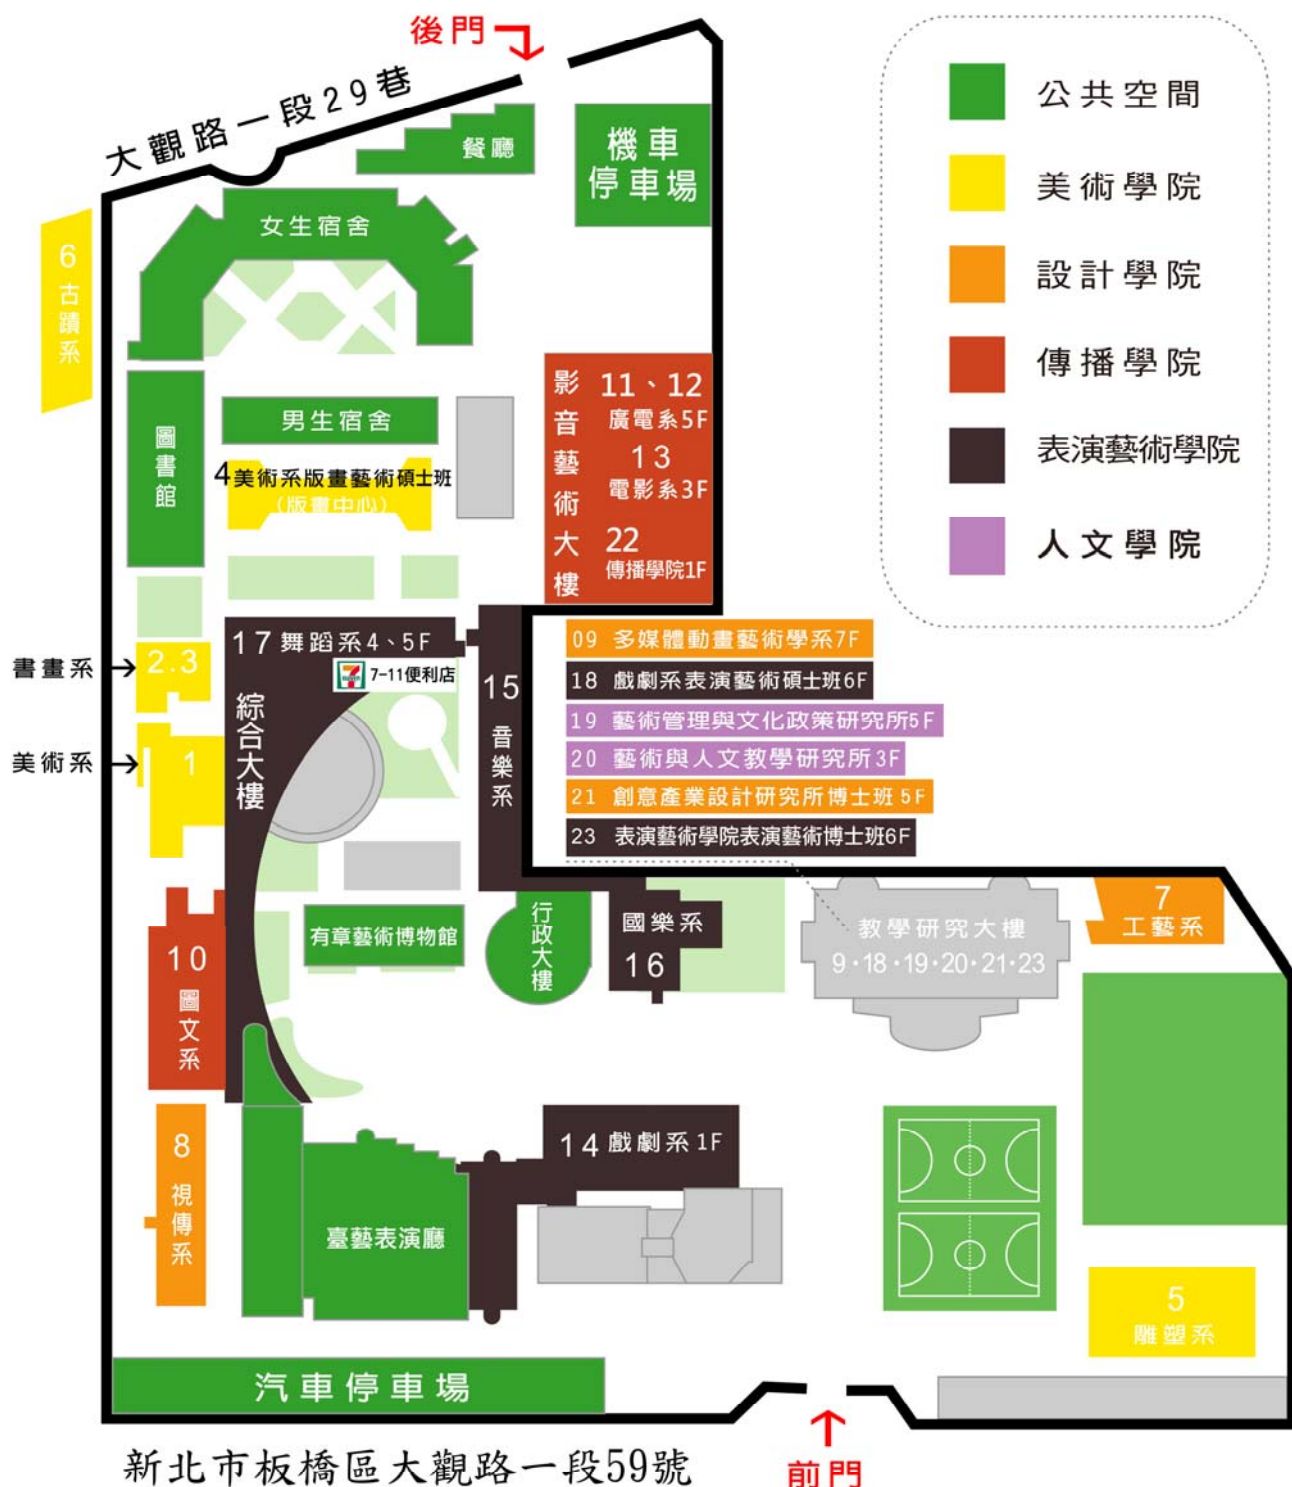 後門
大觀路一段29巷
餐廳
機車
停車場
女生宿舍
6
古蹟系
圖書館
男生宿舍
4美術系版畫藝術碩士班
(版畫中心)
影音藝術大樓
11、12
廣電系5F
13
電影系3F
22
傳播學院1F
公共空間
美術學院
設計學院
傳播學院
表演藝術學院
人文學院
17 舞蹈系4、5F
7-11便利店
綜合大樓
書畫系
2.3
美術系
1
15
音樂系
09 多媒體動畫藝術學系7F
18 戲劇系表演藝術碩士班6F
19 藝術管理與文化政策研究所5F
20 藝術與人文教學研究所3F
21 創意產業設計研究所博士班 5F
23 表演藝術學院表演藝術博士班6F
有章藝術博物館
行政大樓
國樂系
16
教學研究大樓
9·18·19·20·21·23
7
工藝系
10
圖文系
8
視傳系
臺藝表演廳
14 戲劇系 1F
5
雕塑系
汽車停車場
新北市板橋區大觀路一段59號
前門